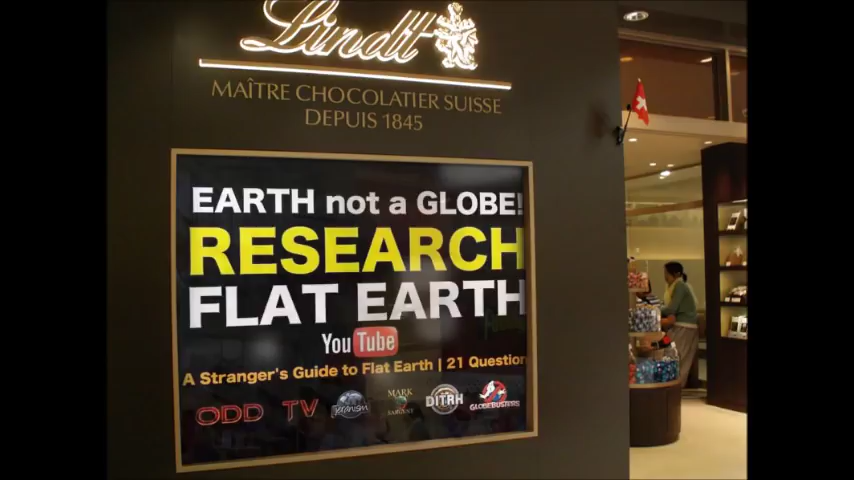 Lindt
MAÎTRE CHOCOLATIER SUISSE
DEPUIS 1845
EARTH not a GLOBE!
RESEARCH
FLAT EARTH
YouTube
A Stranger's Guide to Flat Earth | 21 Question
ODD TV
jeranism
MARK
SARGENT
DITRH
GLOBEBUSTERS